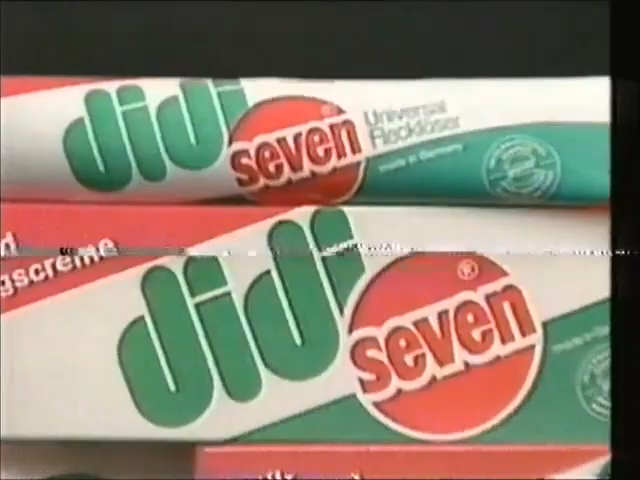 didi seven Universal
Flecklöser
made in Germany
didi seven ®
gscreme